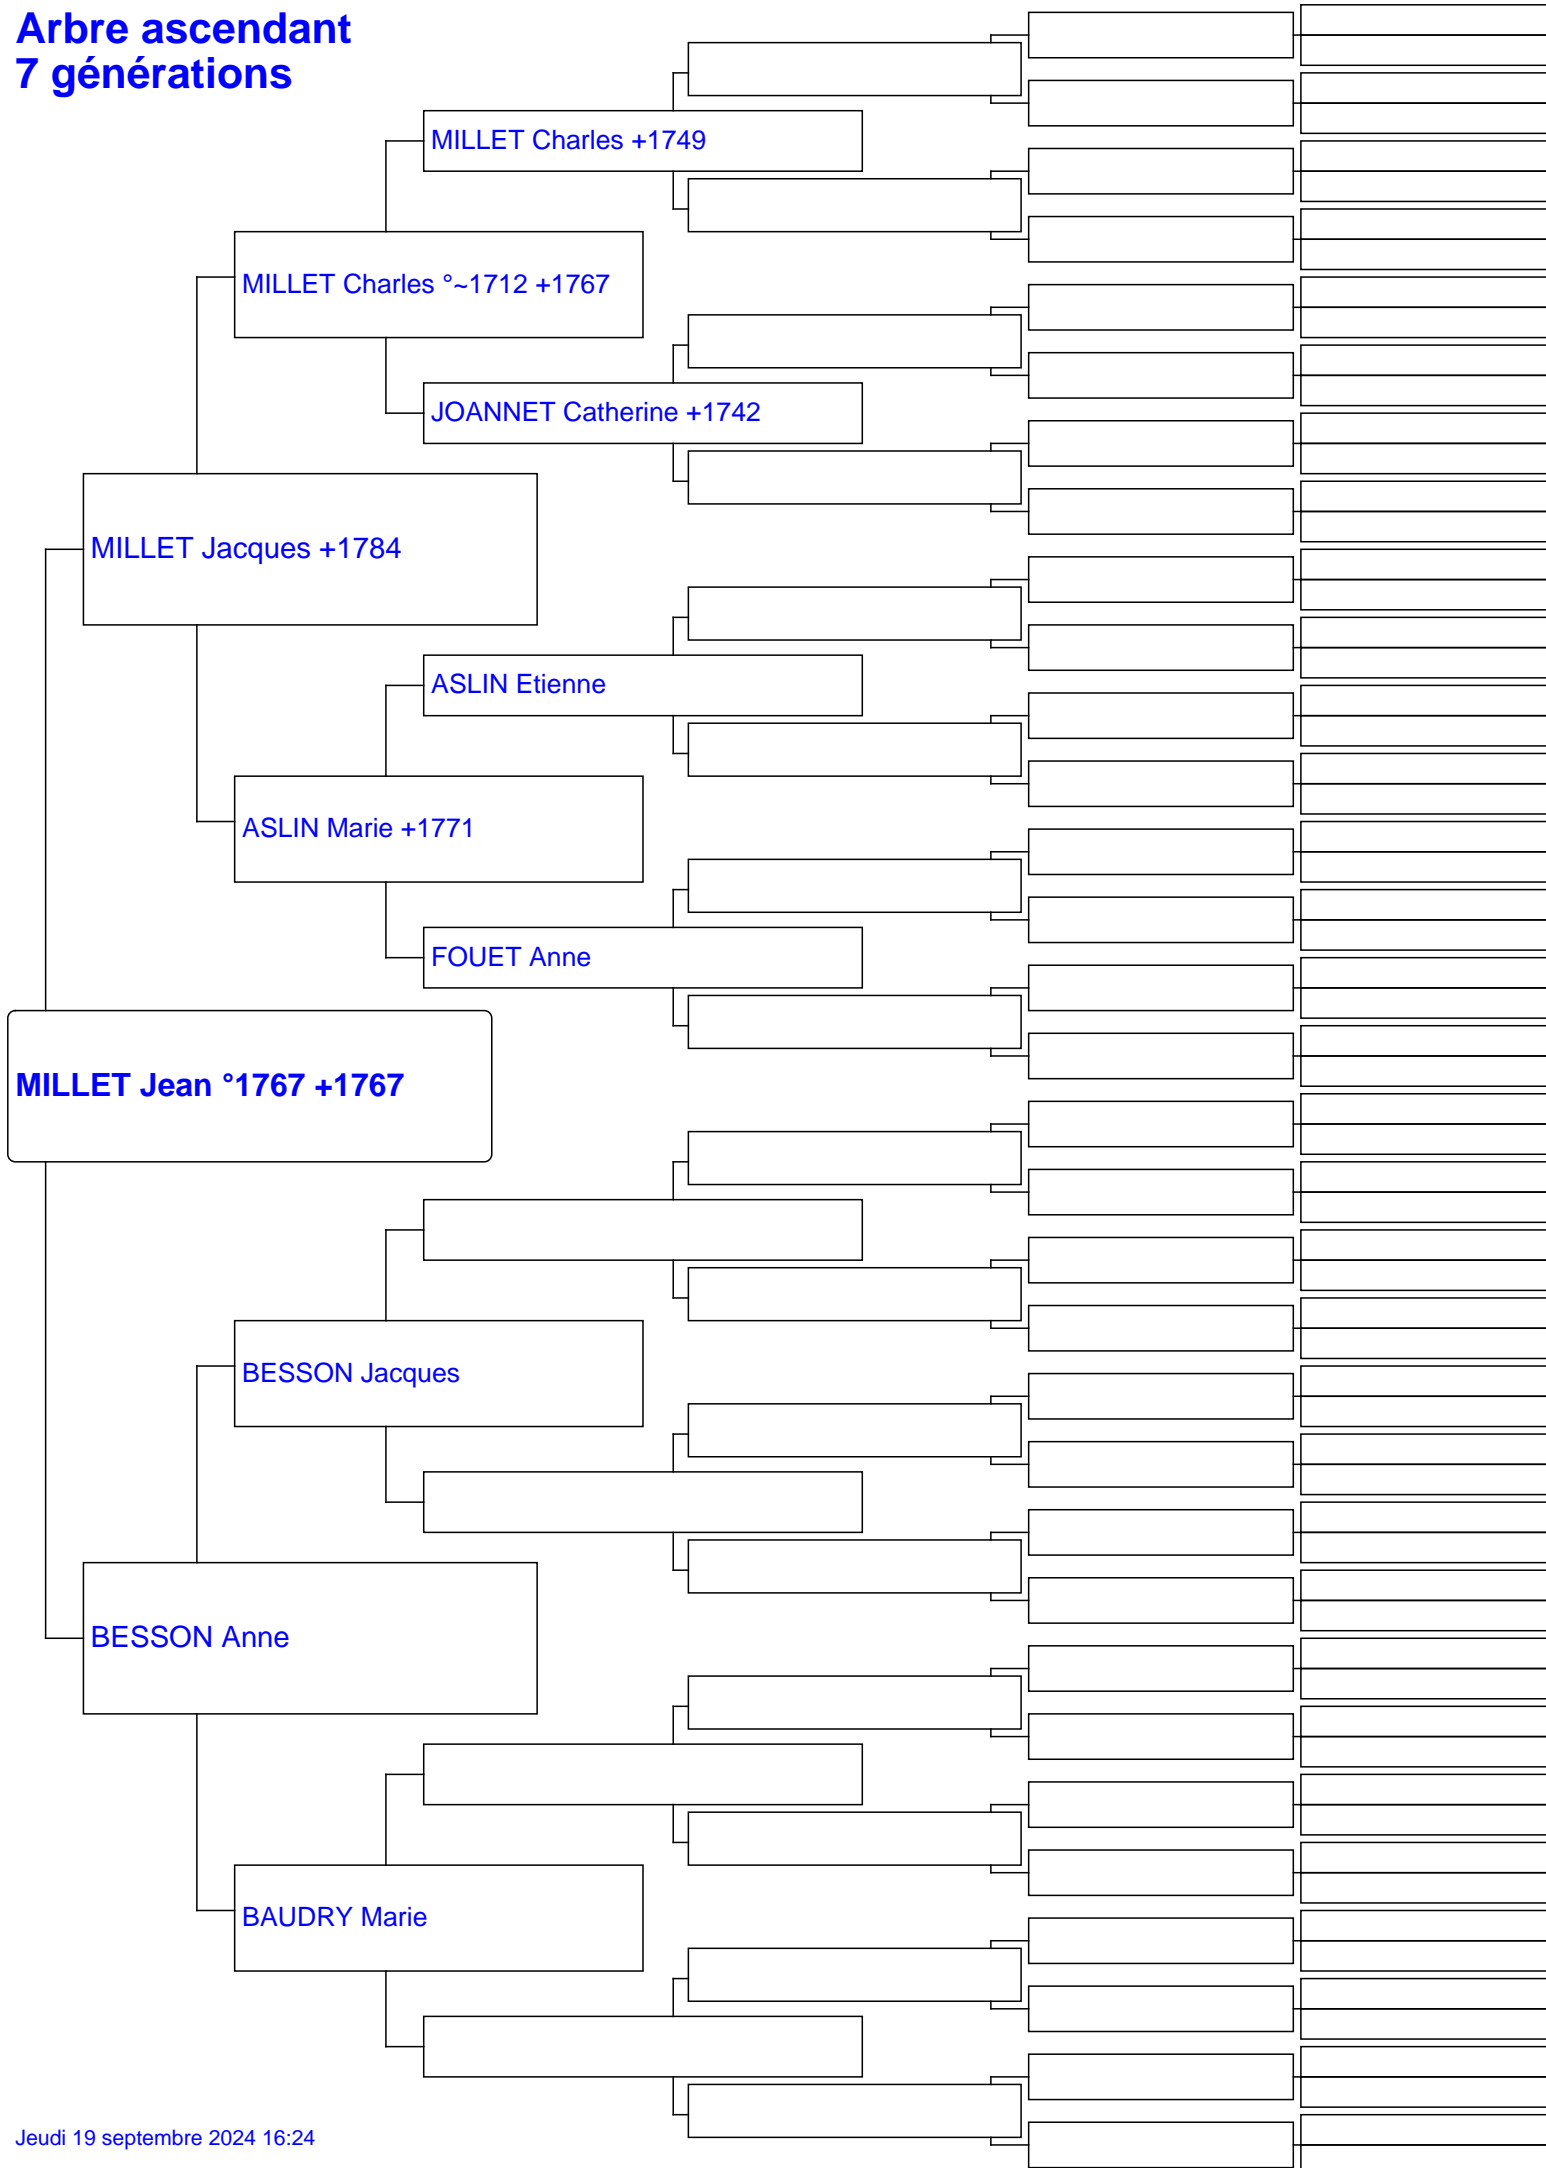 Arbre ascendant
7 générations
MILLET Charles +1749
MILLET Charles °~1712 +1767
JOANNET Catherine +1742
MILLET Jacques +1784
ASLIN Etienne
ASLIN Marie +1771
FOUET Anne
MILLET Jean °1767 +1767
BESSON Jacques
BESSON Anne
BAUDRY Marie
Jeudi 19 septembre 2024 16:24